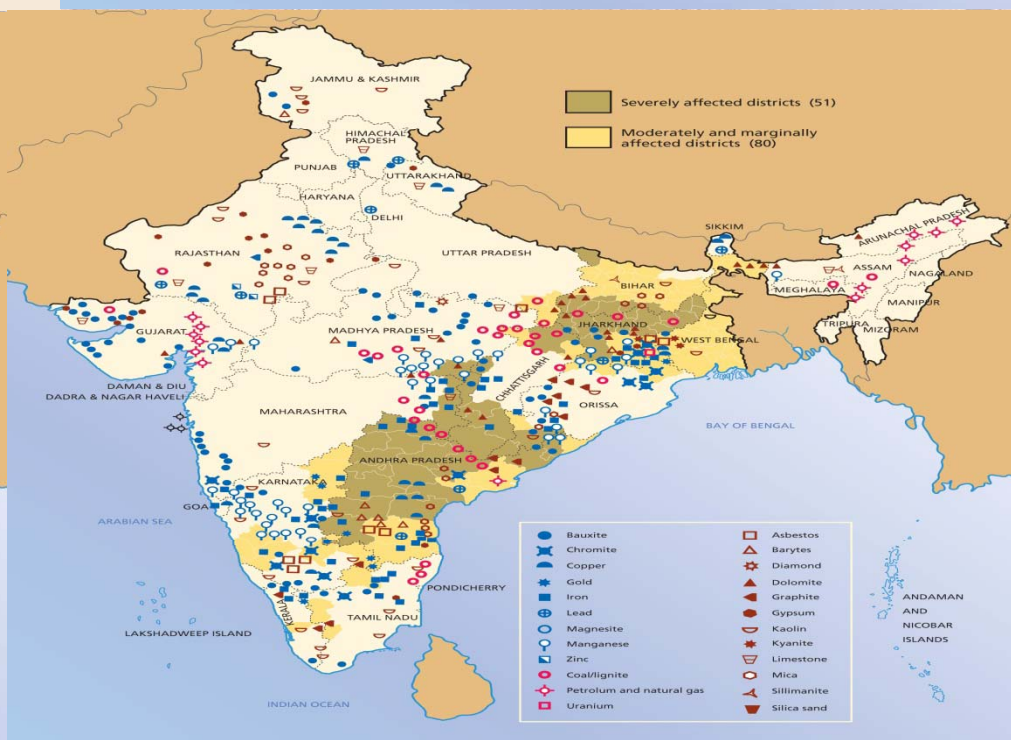 JAMMU & KASHMIR
Severely affected districts (51)
Moderately and marginally
affected districts (80)
HIMACHAL
PRADESH
PUNJAB
UTTARAKHAND
HARYANA
DELHI
SIKKIM
ARUNACHAL PRADESH
RAJASTHAN
UTTAR PRADESH
ASSAM
NAGALAND
BIHAR
MEGHALAYA
MANIPUR
GUJARAT
MADHYA PRADESH
JHARKHAND
TRIPURA
MIZORAM
WEST BENGAL
DAMAN & DIU
DADRA & NAGAR HAVELI
CHHATTISGARH
MAHARASHTRA
ORISSA
BAY OF BENGAL
ANDHRA PRADESH
KARNATAKA
GOA
ARABIAN SEA
PONDICHERRY
KERALA
TAMIL NADU
LAKSHADWEEP ISLAND
INDIAN OCEAN
ANDAMAN
AND
NICOBAR
ISLANDS
Bauxite
Chromite
Copper
Gold
Iron
Lead
Magnesite
Manganese
Zinc
Coal/lignite
Petrolum and natural gas
Uranium
Asbestos
Barytes
Diamond
Dolomite
Graphite
Gypsum
Kaolin
Kyanite
Limestone
Mica
Sillimanite
Silica sand